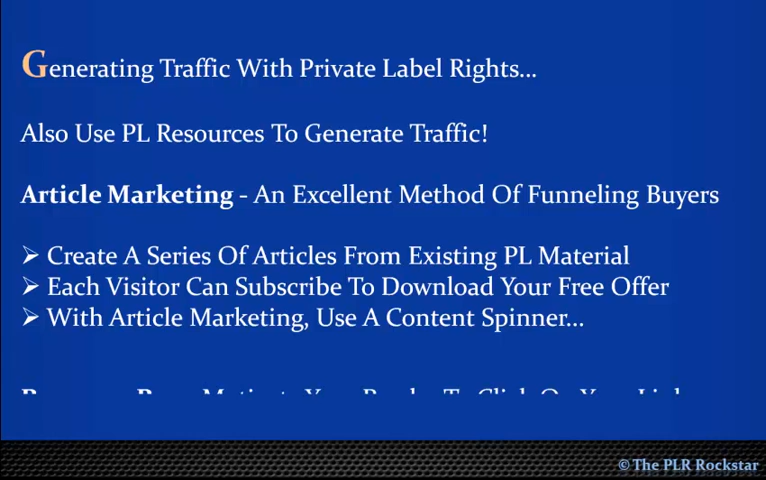 Generating Traffic With Private Label Rights...
Also Use PL Resources To Generate Traffic!
Article Marketing - An Excellent Method Of Funneling Buyers
➢ Create A Series Of Articles From Existing PL Material
➢ Each Visitor Can Subscribe To Download Your Free Offer
➢ With Article Marketing, Use A Content Spinner...
© The PLR Rockstar